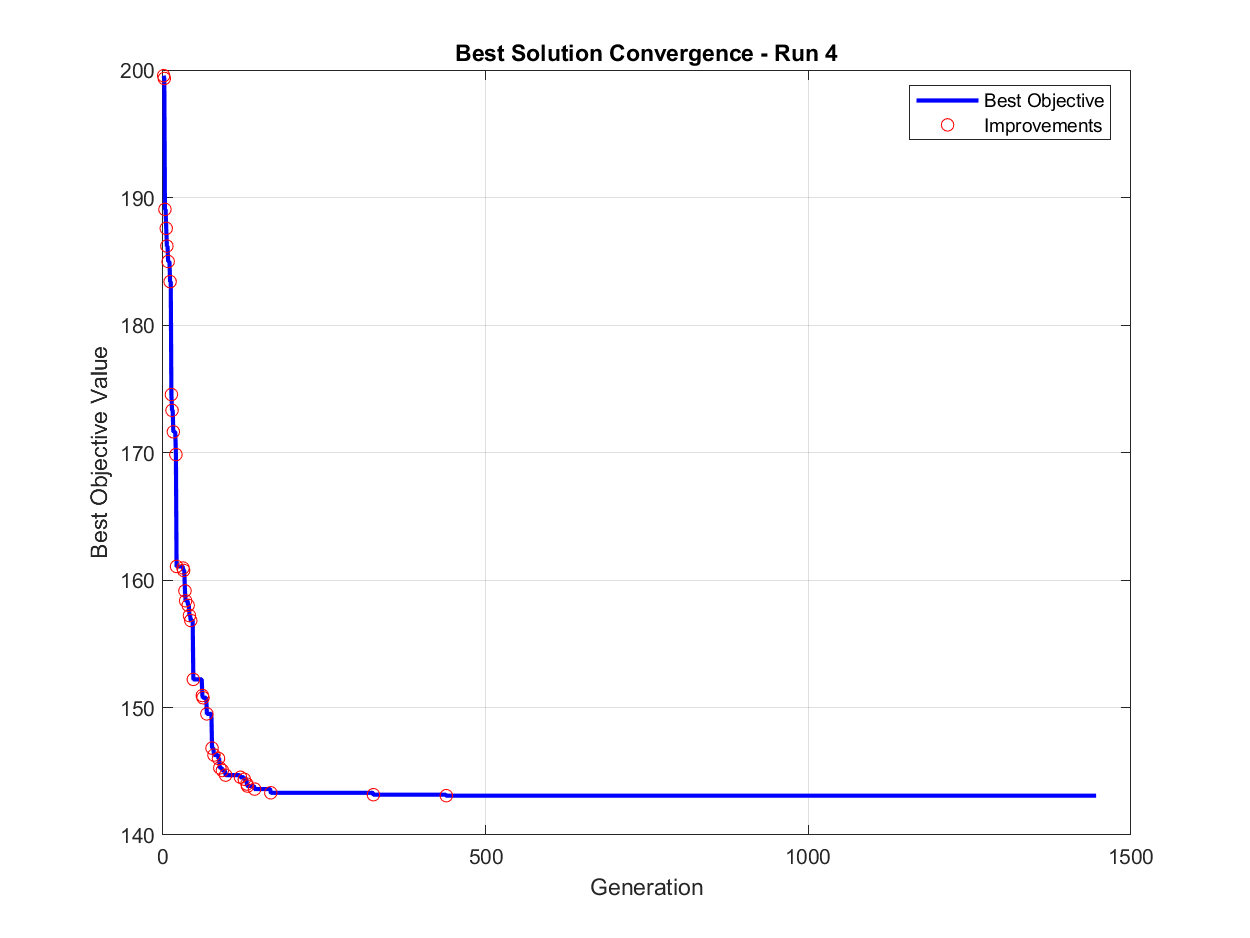 Best Solution Convergence - Run 4
Best Objective
Improvements
Best Objective Value
200
190
180
170
160
150
140
0 500 1000 1500
Generation